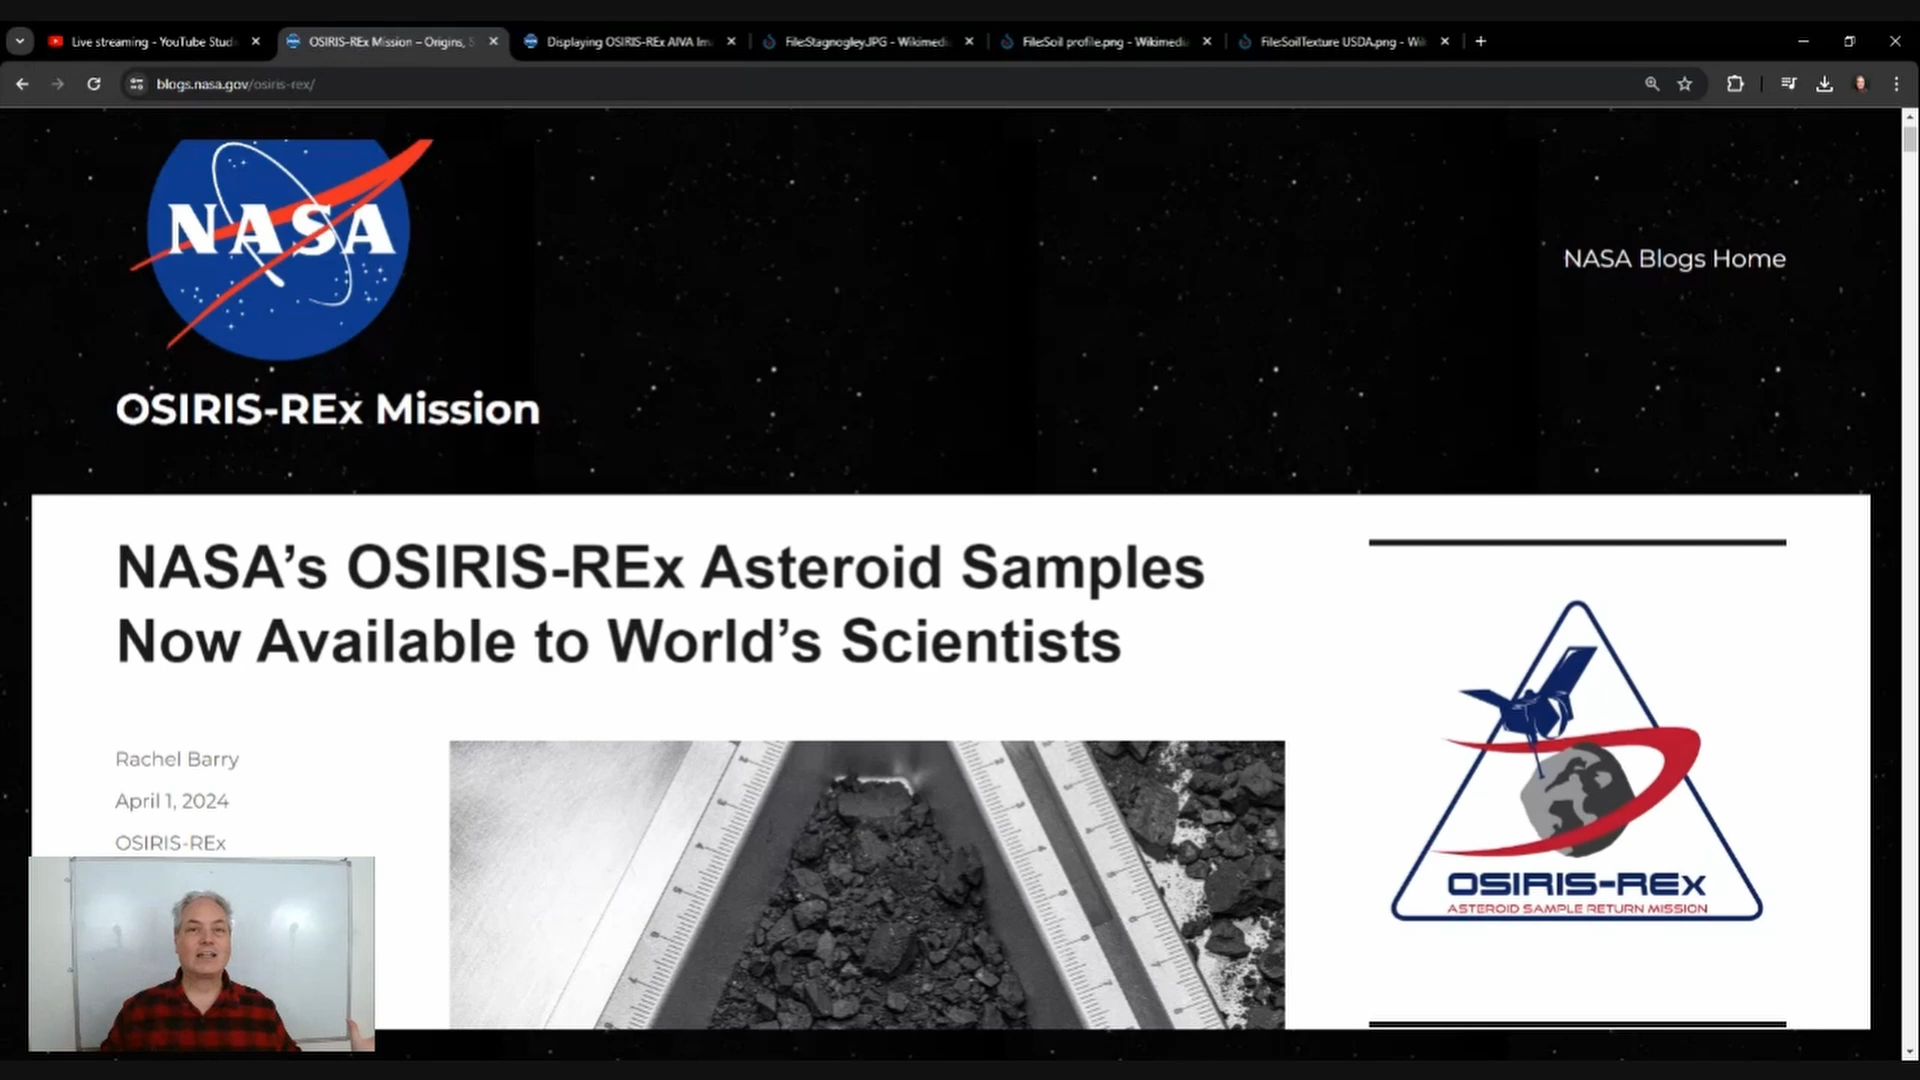 Live streaming - YouTube Stud
OSIRIS-REx Mission – Origins, S
Displaying OSIRIS-REx AIVA Im
File:Stagnogley.JPG - Wikimedi
File:Soil profile.png - Wikimedi
File:SoilTexture USDA.png - Wi
blogs.nasa.gov/osiris-rex/
NASA
NASA Blogs Home
OSIRIS-REx Mission
NASA’s OSIRIS-REx Asteroid Samples
Now Available to World’s Scientists
Rachel Barry
April 1, 2024
OSIRIS-REx
OSIRIS-REx
ASTEROID SAMPLE RETURN MISSION